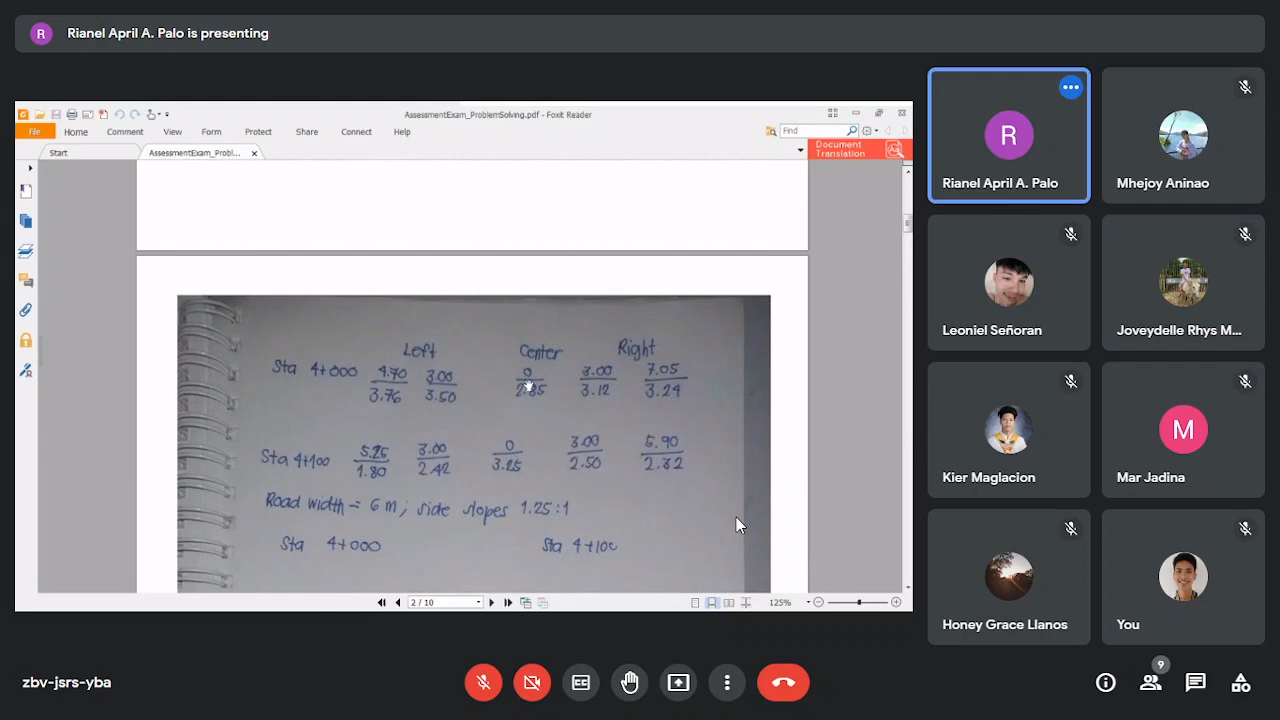 R Rianel April A. Palo is presenting
AssessmentExam_ProblemSolving.pdf - Foxit Reader
File Home Comment View Form Protect Share Connect Help
Find
Start AssessmentExam_Probl...
Document
Translation
Left Center Right
Sta 4+000 4.70/3.76 3.00/3.50 0/2.85 3.00/3.12 7.05/3.24
Sta 4+100 5.25/1.80 3.00/2.42 0/3.25 3.00/2.50 5.90/2.32
Road width = 6 m; side slopes 1.25:1
Sta 4+000 Sta 4+100
2 / 10
125%
R
Rianel April A. Palo
Mhejoy Aninao
Leoniel Señoran
Joveydelle Rhys M...
Kier Maglacion
M
Mar Jadina
Honey Grace Llanos
You
zbv-jsrs-yba
CC
9